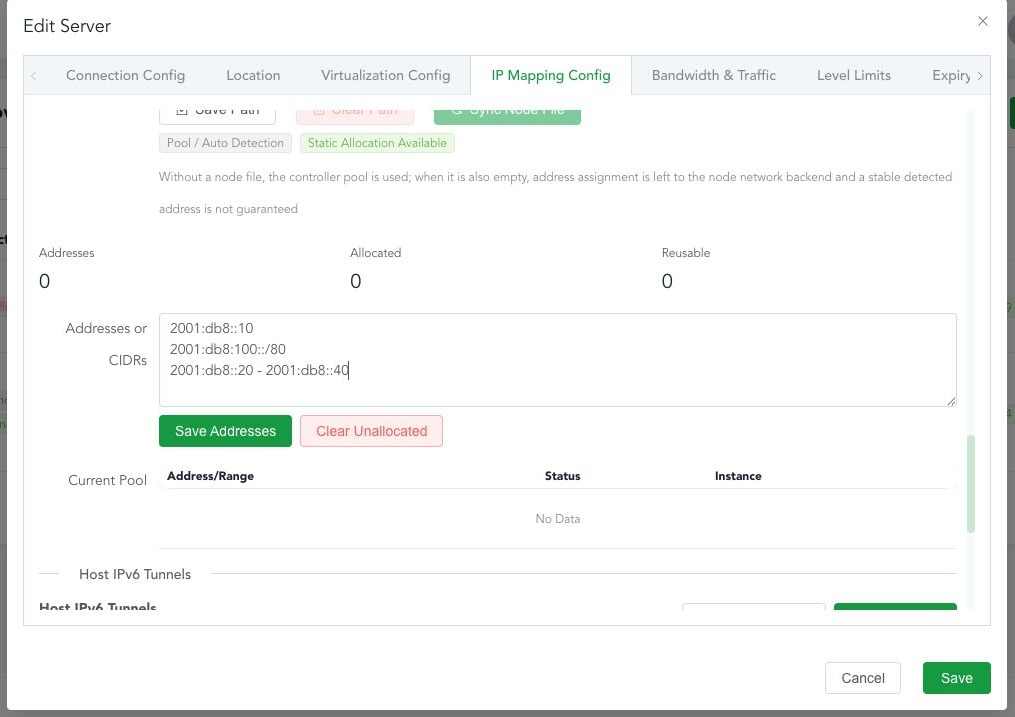 Edit Server
Connection Config
Location
Virtualization Config
IP Mapping Config
Bandwidth & Traffic
Level Limits
Expiry
Save Path
Clear Path
Sync Node File
Pool / Auto Detection
Static Allocation Available
Without a node file, the controller pool is used; when it is also empty, address assignment is left to the node network backend and a stable detected
address is not guaranteed
Addresses
Allocated
Reusable
0
0
0
Addresses or
CIDRs
2001:db8::10
2001:db8:100::/80
2001:db8::20 - 2001:db8::40
Save Addresses
Clear Unallocated
Current Pool
Address/Range
Status
Instance
No Data
Host IPv6 Tunnels
Host IPv6 Tunnels
Cancel
Save